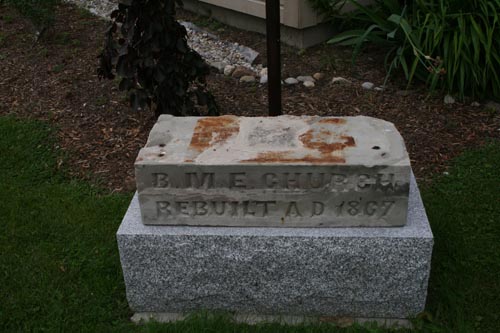 B. M. E. CHURCH
REBUILT A D 1867